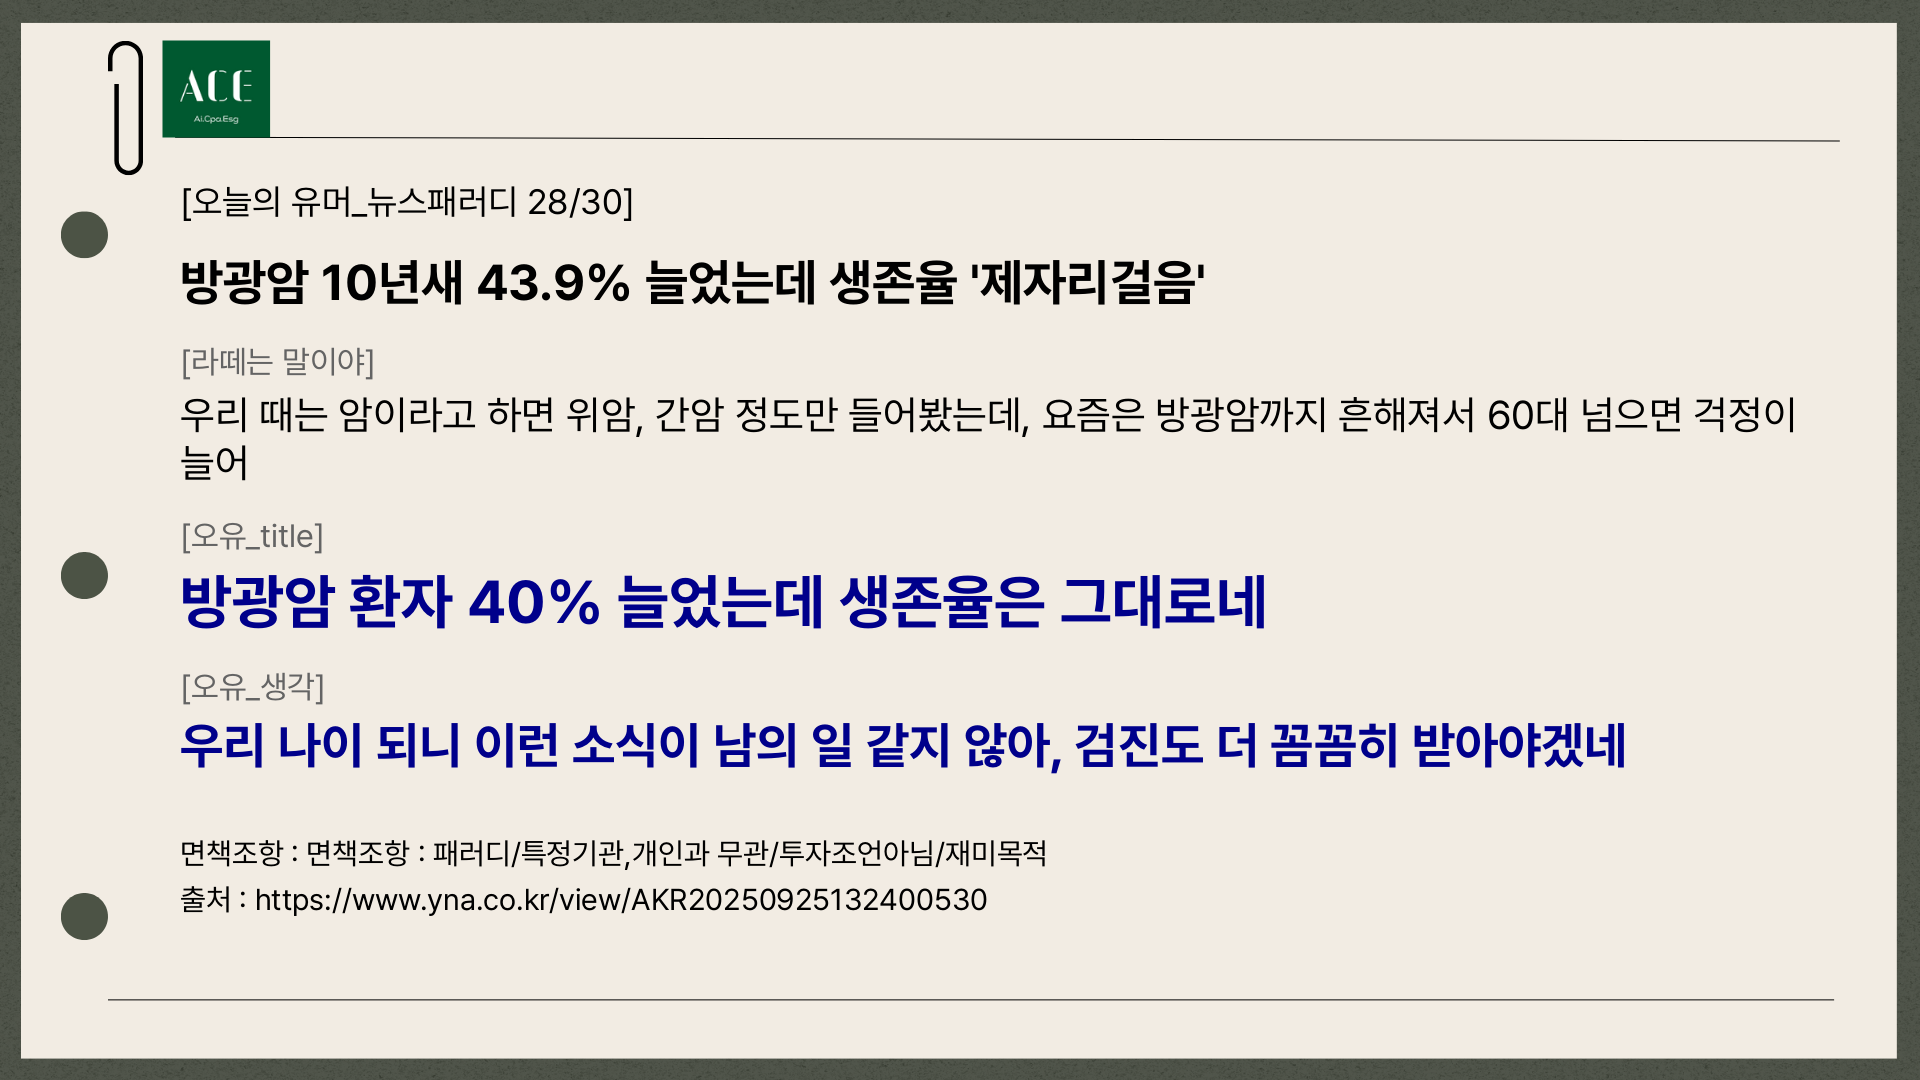 ACE
Ai.Cpa.Esg
[오늘의 유머_뉴스패러디 28/30]
방광암 10년새 43.9% 늘었는데 생존율 '제자리걸음'
[라떼는 말이야]
우리 때는 암이라고 하면 위암, 간암 정도만 들어봤는데, 요즘은 방광암까지 흔해져서 60대 넘으면 걱정이
늘어
[오유_title]
방광암 환자 40% 늘었는데 생존율은 그대로네
[오유_생각]
우리 나이 되니 이런 소식이 남의 일 같지 않아, 검진도 더 꼼꼼히 받아야겠네
면책조항 : 면책조항 : 패러디/특정기관,개인과 무관/투자조언아님/재미목적
출처 : https://www.yna.co.kr/view/AKR20250925132400530